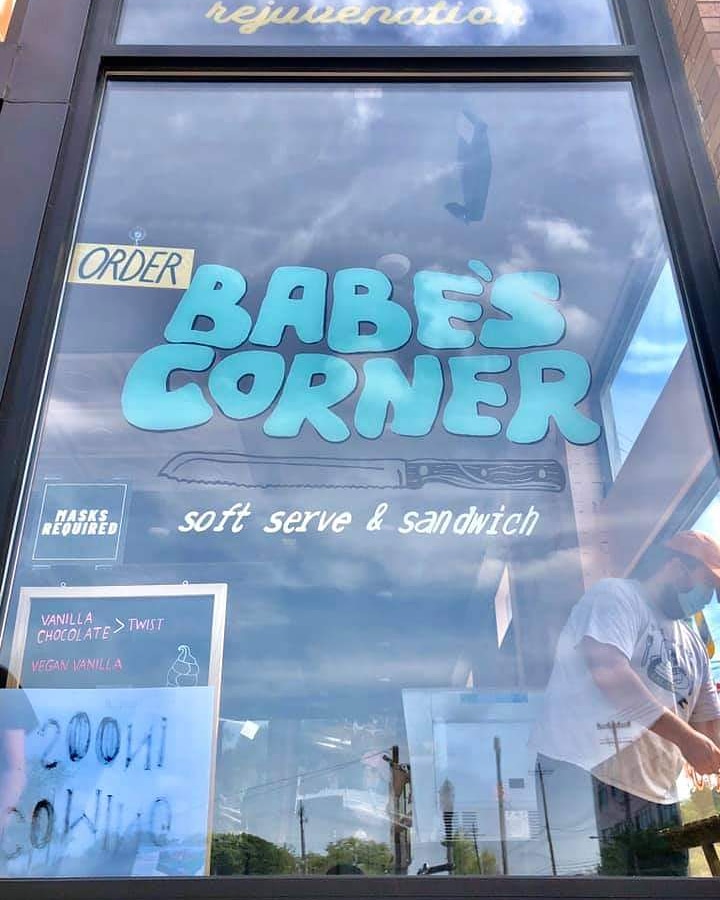 rejuvenation
ORDER
BABE'S
CORNER
soft serve & sandwich
MASKS
REQUIRED
VANILLA
CHOCOLATE > TWIST
VEGAN VANILLA